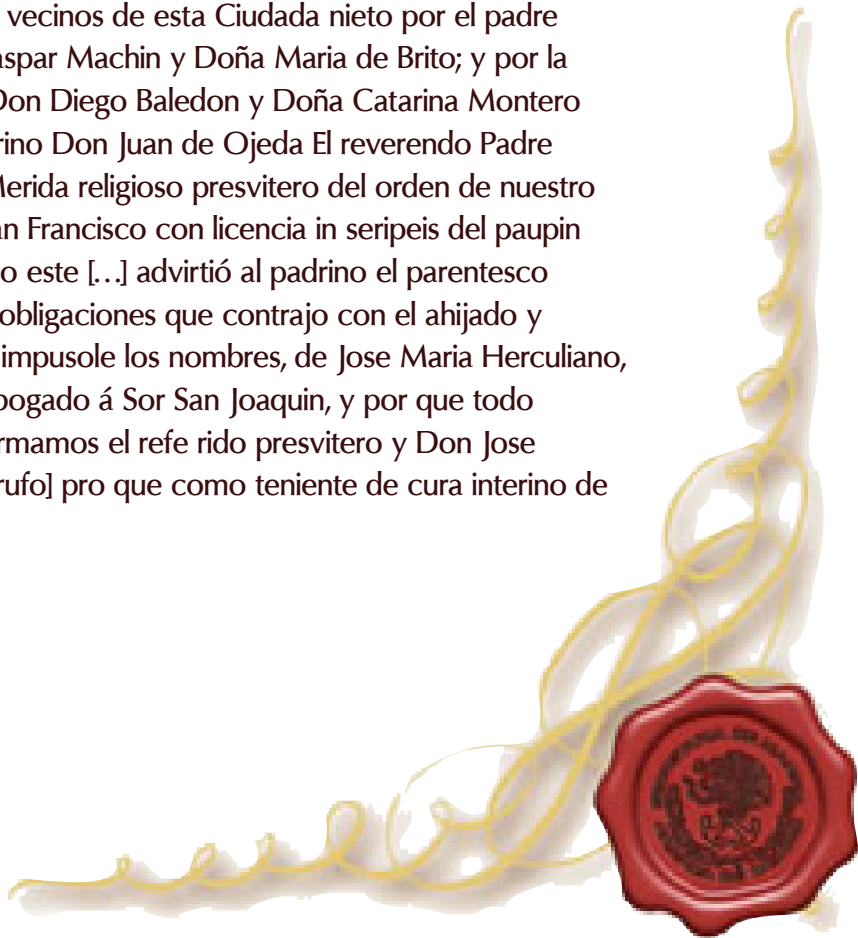 vecinos de esta Ciudada nieto por el padre
aspar Machin y Doña Maria de Brito; y por la
Don Diego Baledon y Doña Catarina Montero
rino Don Juan de Ojeda El reverendo Padre
Merida religioso presvitero del orden de nuestro
an Francisco con licencia in seripeis del paupin
o este [...] advirtió al padrino el parentesco
obligaciones que contrajo con el ahijado y
impusole los nombres, de Jose Maria Herculiano,
bogado á Sor San Joaquin, y por que todo
rmamos el refe rido presvitero y Don Jose
rufo] pro que como teniente de cura interino de